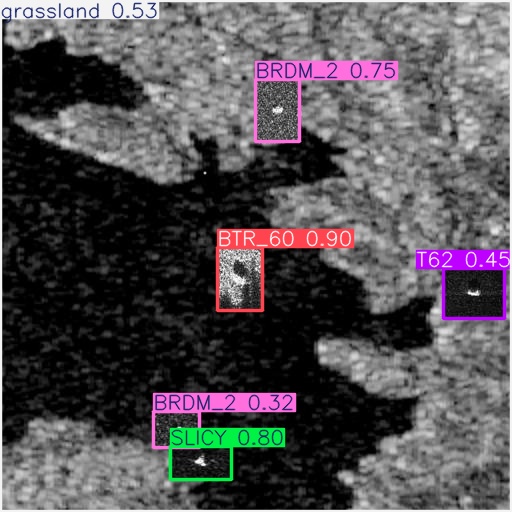 grassland 0.53
BRDM_2 0.75
BTR_60 0.90
T62 0.45
BRDM_2 0.32
SLICY 0.80